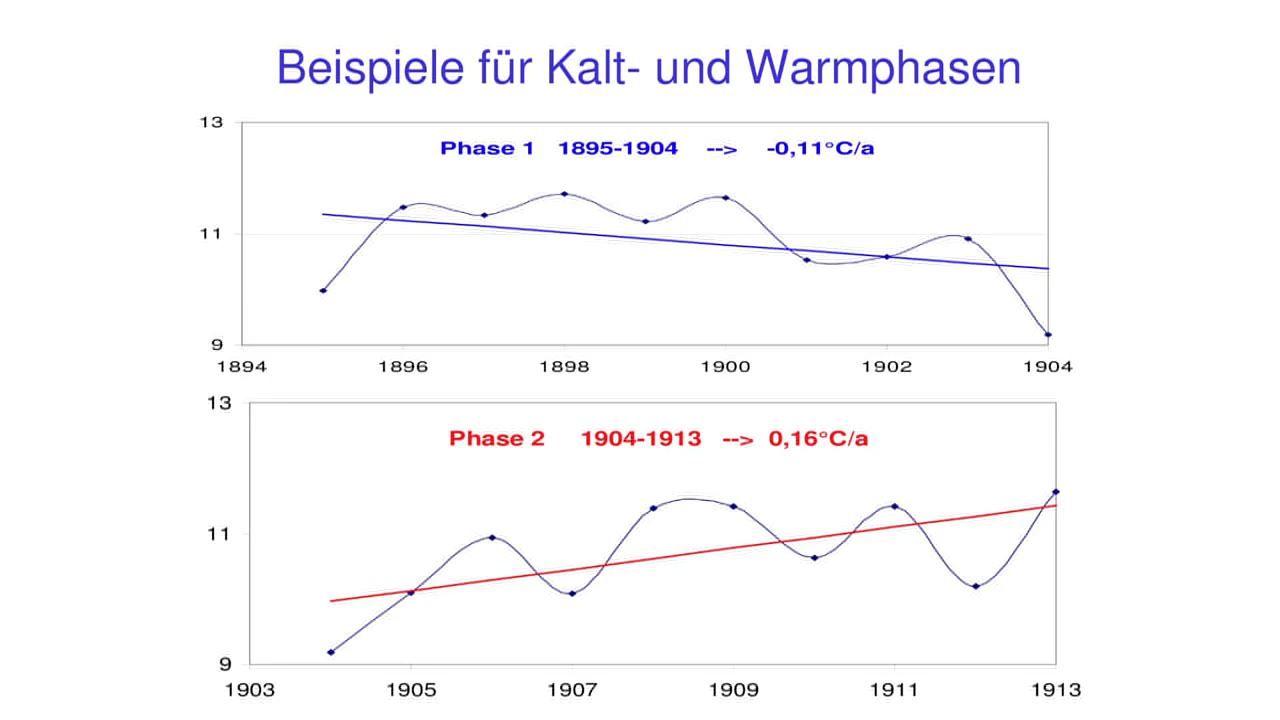 Beispiele für Kalt- und Warmphasen
13
Phase 1 1895-1904 --> -0,11°C/a
11
9
1894 1896 1898 1900 1902 1904
13
Phase 2 1904-1913 --> 0,16°C/a
11
9
1903 1905 1907 1909 1911 1913